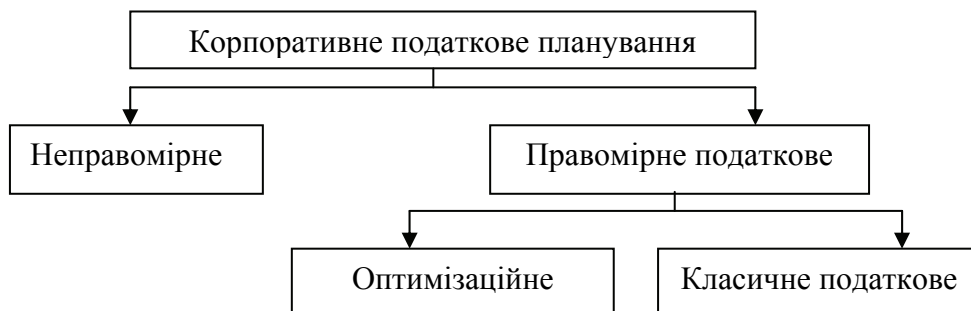 Корпоративне податкове планування
Неправомірне
Правомірне податкове
Оптимізаційне
Класичне податкове